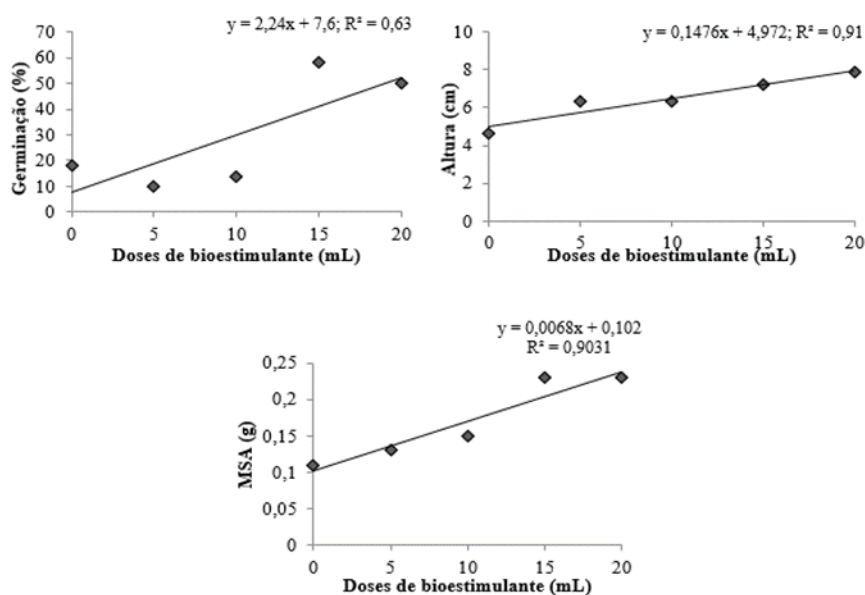 y = 2,24x + 7,6; R² = 0,63
70
60
50
40
30
20
10
0
Germinação (%)
0 5 10 15 20
Doses de bioestimulante (mL)
y = 0,1476x + 4,972; R² = 0,91
10
8
6
4
2
0
Altura (cm)
0 5 10 15 20
Doses de bioestimulante (mL)
y = 0,0068x + 0,102
R² = 0,9031
0,25
0,2
0,15
0,1
0,05
0
MSA (g)
0 5 10 15 20
Doses de bioestimulante (mL)